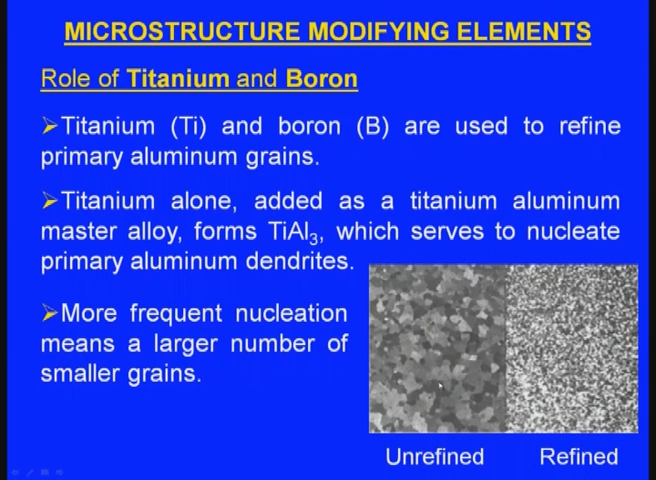 MICROSTRUCTURE MODIFYING ELEMENTS
Role of Titanium and Boron
➢Titanium (Ti) and boron (B) are used to refine
primary aluminum grains.
➢Titanium alone, added as a titanium aluminum
master alloy, forms TiAl₃, which serves to nucleate
primary aluminum dendrites.
➢More frequent nucleation
means a larger number of
smaller grains.
Unrefined Refined